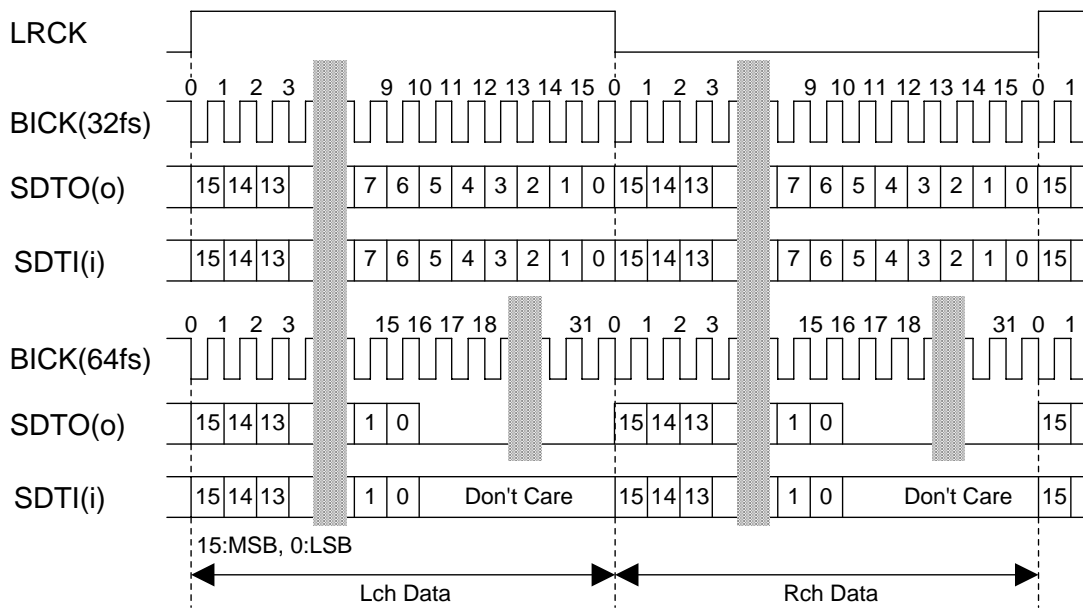 LRCK
0 1 2 3 9 10 11 12 13 14 15 0 1 2 3 9 10 11 12 13 14 15 0 1
BICK(32fs)
SDTO(o) 15 14 13 7 6 5 4 3 2 1 0 15 14 13 7 6 5 4 3 2 1 0 15
SDTI(i) 15 14 13 7 6 5 4 3 2 1 0 15 14 13 7 6 5 4 3 2 1 0 15
0 1 2 3 15 16 17 18 31 0 1 2 3 15 16 17 18 31 0 1
BICK(64fs)
SDTO(o) 15 14 13 1 0 15 14 13 1 0 15
SDTI(i) 15 14 13 1 0 Don't Care 15 14 13 1 0 Don't Care 15
15:MSB, 0:LSB
Lch Data Rch Data